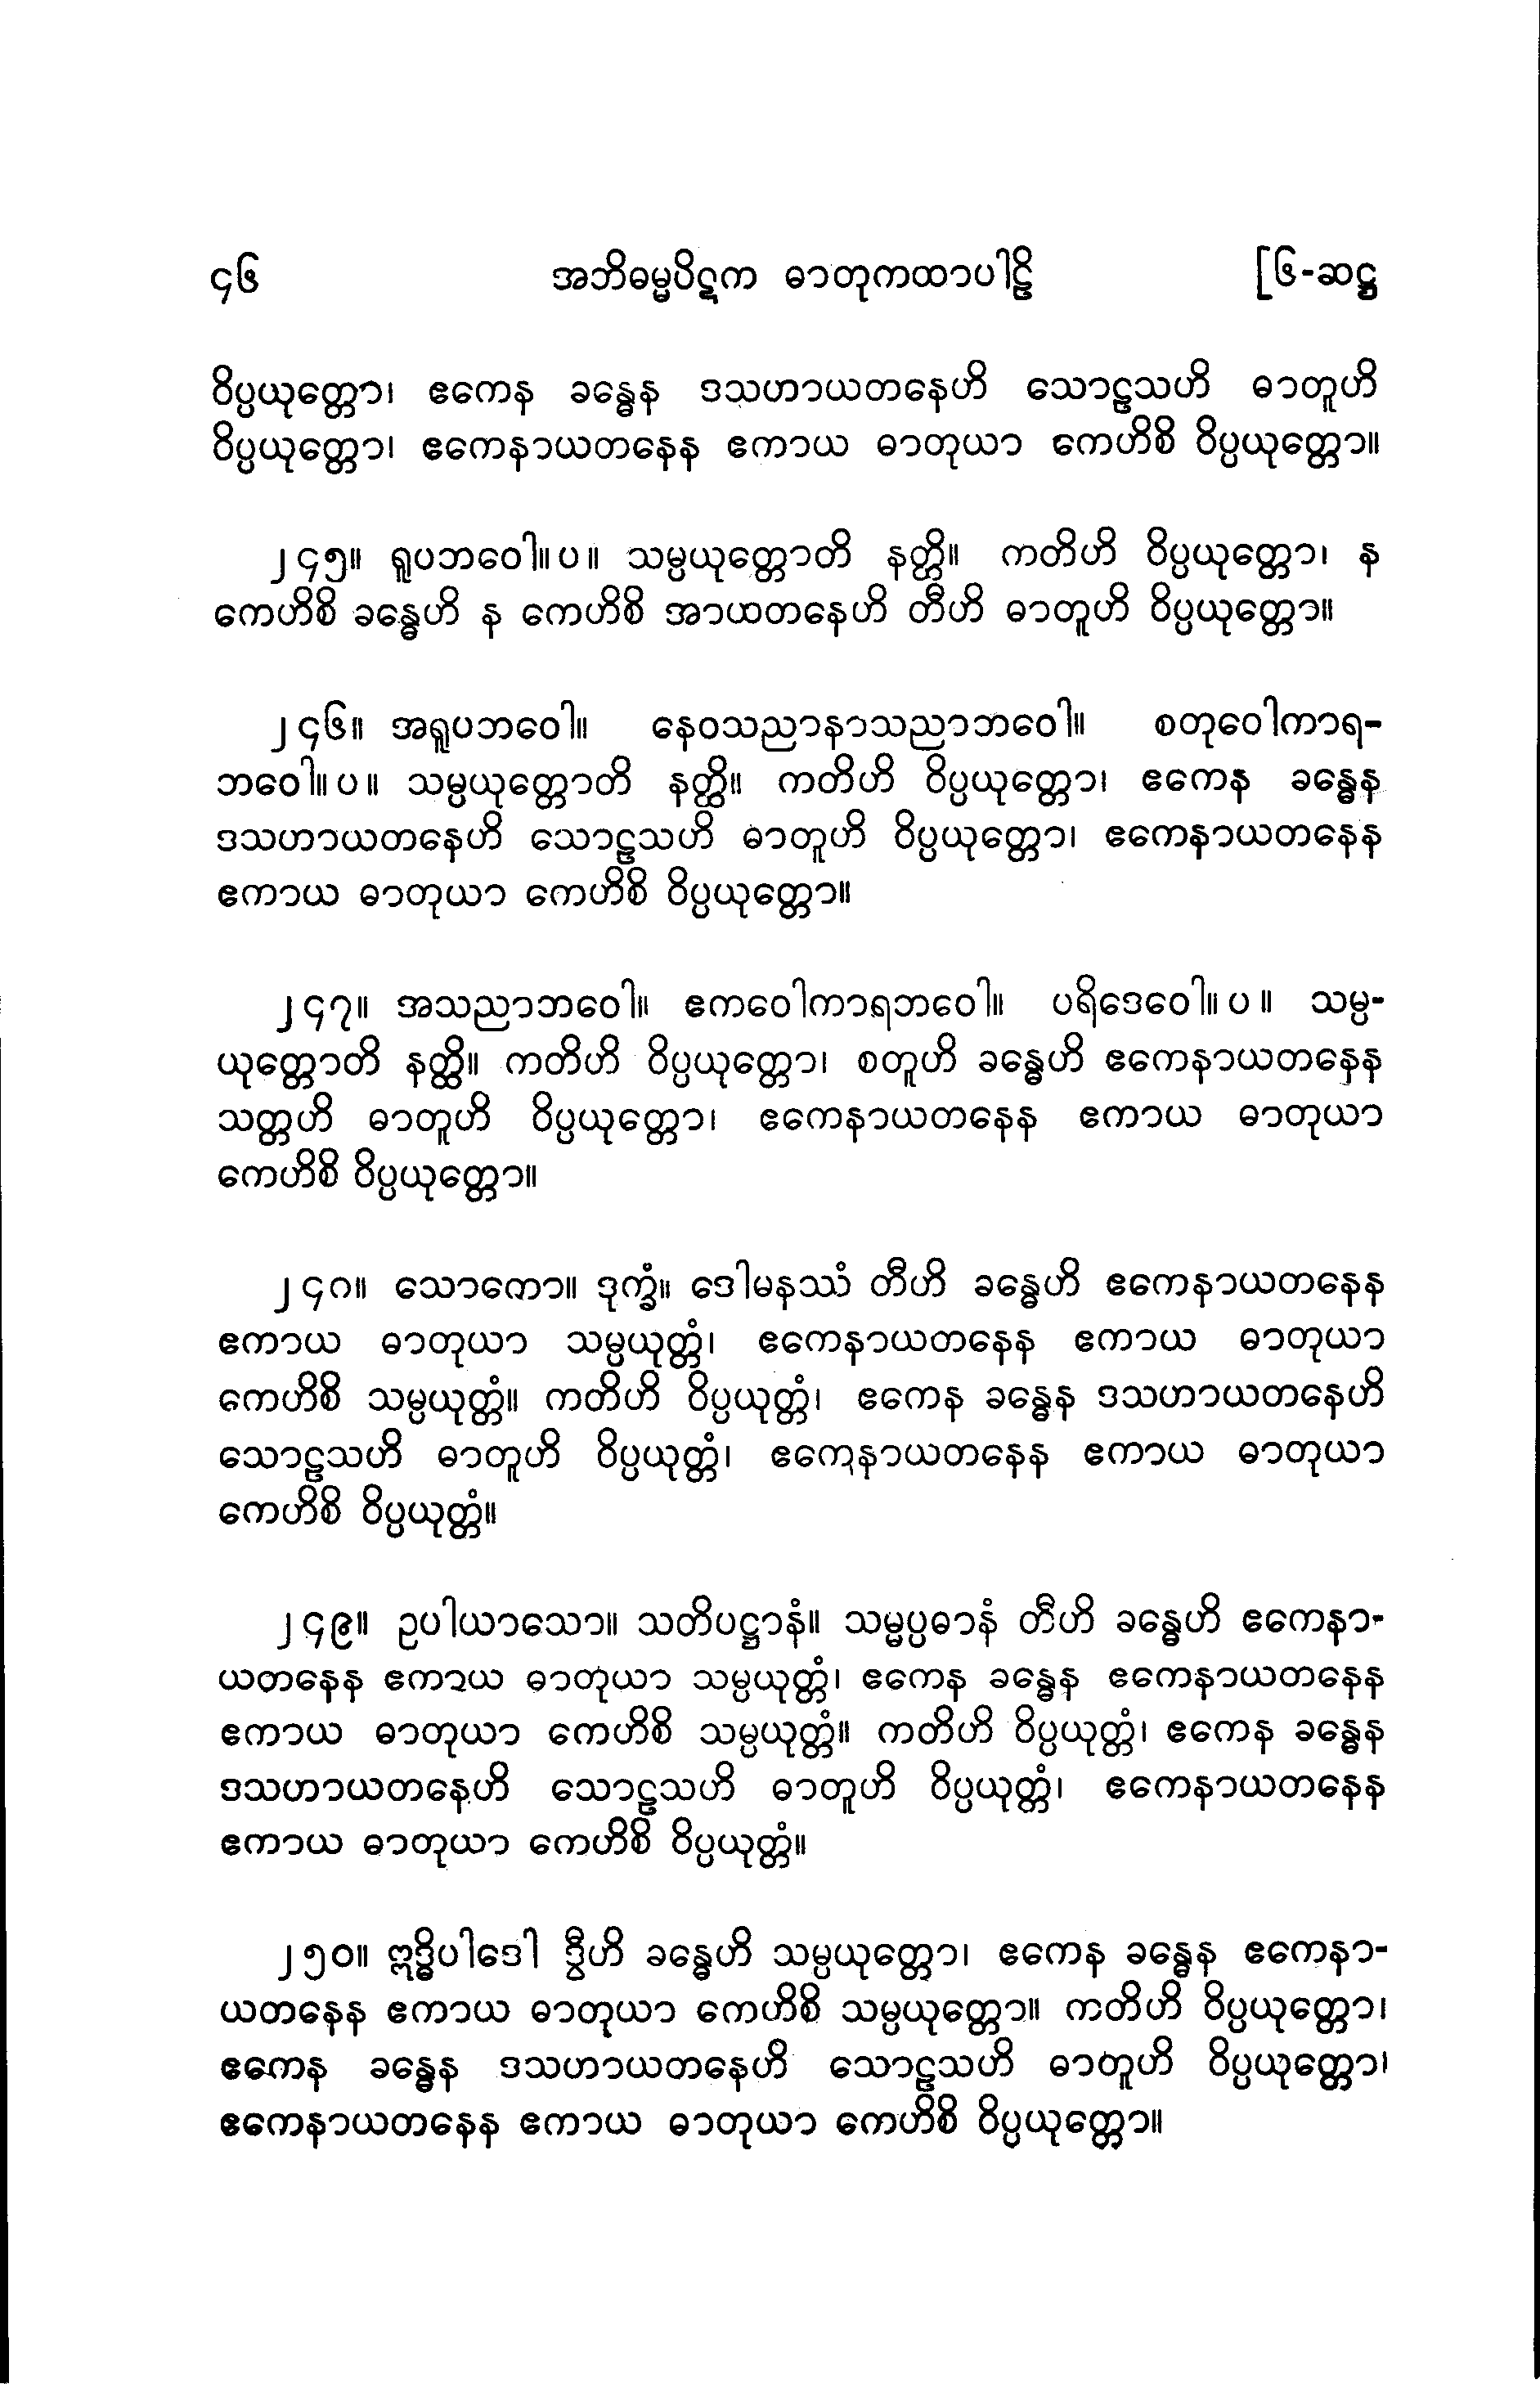 ၄၆ အဘိဓမ္မပိဋက ဓာတုကထာပါဠိ [၆-ဆဋ္ဌ
ဝိပ္ပယုတ္တော၊ ဧကေန ခန္ဓေန ဒသဟာယတနေဟိ သောဠသဟိ ဓာတူဟိ
ဝိပ္ပယုတ္တော၊ ဧကေနာယတနေန ဧကာယ ဓာတုယာ ကေဟိစိ ဝိပ္ပယုတ္တော။
၂၄၅။ ရူပဘဝေါ။ပ။ သမ္ပယုတ္တောတိ နတ္ထိ။ ကတိဟိ ဝိပ္ပယုတ္တော၊ န
ကေဟိစိ ခန္ဓေဟိ န ကေဟိစိ အာယတနေဟိ တီဟိ ဓာတူဟိ ဝိပ္ပယုတ္တော။
၂၄၆။ အရူပဘဝေါ။ နေဝသညာနာသညာဘဝေါ။ စတုဝေါကာရ-
ဘဝေါ။ပ။ သမ္ပယုတ္တောတိ နတ္ထိ။ ကတိဟိ ဝိပ္ပယုတ္တော၊ ဧကေန ခန္ဓေန
ဒသဟာယတနေဟိ သောဠသဟိ ဓာတူဟိ ဝိပ္ပယုတ္တော၊ ဧကေနာယတနေန
ဧကာယ ဓာတုယာ ကေဟိစိ ဝိပ္ပယုတ္တော။
၂၄၇။ အသညာဘဝေါ။ ဧကဝေါကာရဘဝေါ။ ပရိဒေဝေါ။ပ။ သမ္ပ-
ယုတ္တောတိ နတ္ထိ။ ကတိဟိ ဝိပ္ပယုတ္တော၊ စတူဟိ ခန္ဓေဟိ ဧကေနာယတနေန
သတ္တဟိ ဓာတူဟိ ဝိပ္ပယုတ္တော၊ ဧကေနာယတနေန ဧကာယ ဓာတုယာ
ကေဟိစိ ဝိပ္ပယုတ္တော။
၂၄၈။ သောကော။ ဒုက္ခံ။ ဒေါမနဿံ တီဟိ ခန္ဓေဟိ ဧကေနာယတနေန
ဧကာယ ဓာတုယာ သမ္ပယုတ္တံ၊ ဧကေနာယတနေန ဧကာယ ဓာတုယာ
ကေဟိစိ သမ္ပယုတ္တံ။ ကတိဟိ ဝိပ္ပယုတ္တံ၊ ဧကေန ခန္ဓေန ဒသဟာယတနေဟိ
သောဠသဟိ ဓာတူဟိ ဝိပ္ပယုတ္တံ၊ ဧကေနာယတနေန ဧကာယ ဓာတုယာ
ကေဟိစိ ဝိပ္ပယုတ္တံ။
၂၄၉။ ဥပါယာသော။ သတိပဋ္ဌာနံ။ သမ္မပ္ပဓာနံ တီဟိ ခန္ဓေဟိ ဧကေနာ-
ယတနေန ဧကာယ ဓာတုယာ သမ္ပယုတ္တံ၊ ဧကေန ခန္ဓေန ဧကေနာယတနေန
ဧကာယ ဓာတုယာ ကေဟိစိ သမ္ပယုတ္တံ။ ကတိဟိ ဝိပ္ပယုတ္တံ၊ ဧကေန ခန္ဓေန
ဒသဟာယတနေဟိ သောဠသဟိ ဓာတူဟိ ဝိပ္ပယုတ္တံ၊ ဧကေနာယတနေန
ဧကာယ ဓာတုယာ ကေဟိစိ ဝိပ္ပယုတ္တံ။
၂၅၀။ ဣဒ္ဓိပါဒေါ ဒွီဟိ ခန္ဓေဟိ သမ္ပယုတ္တော၊ ဧကေန ခန္ဓေန ဧကေနာ-
ယတနေန ဧကာယ ဓာတုယာ ကေဟိစိ သမ္ပယုတ္တော။ ကတိဟိ ဝိပ္ပယုတ္တော၊
ဧကေန ခန္ဓေန ဒသဟာယတနေဟိ သောဠသဟိ ဓာတူဟိ ဝိပ္ပယုတ္တော၊
ဧကေနာယတနေန ဧကာယ ဓာတုယာ ကေဟိစိ ဝိပ္ပယုတ္တော။